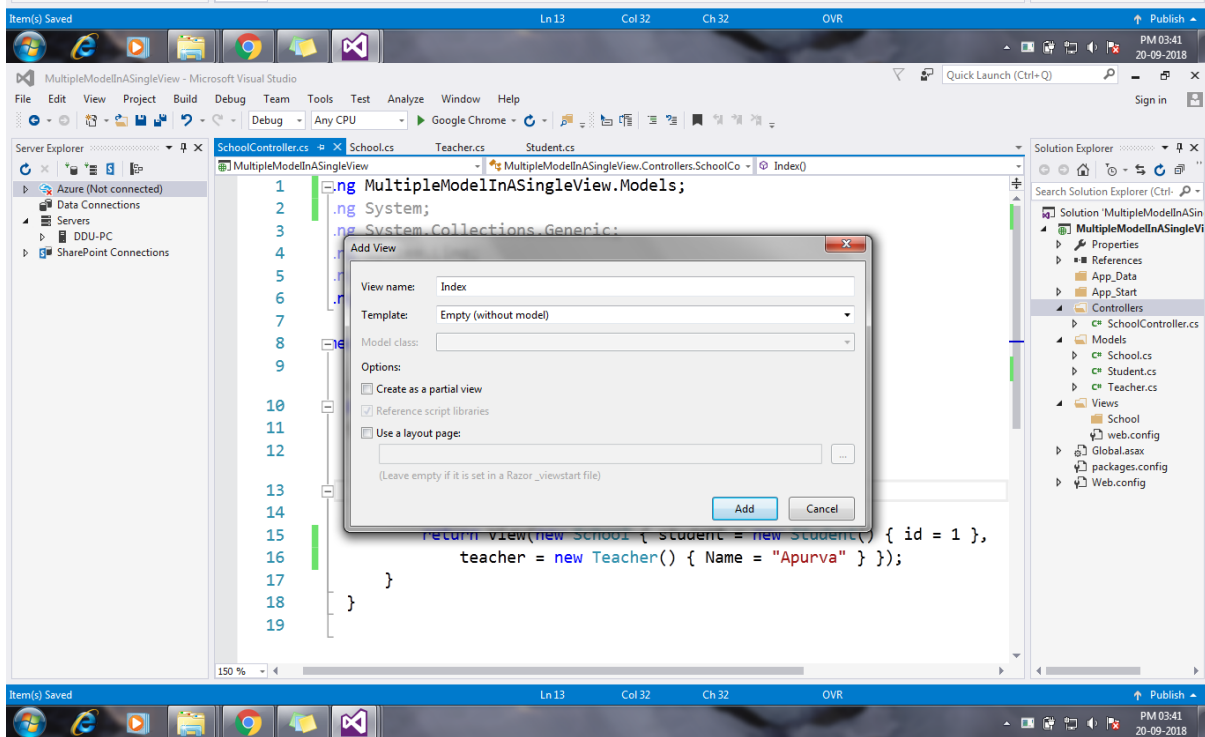 Item(s) Saved Ln 13 Col 32 Ch 32 OVR Publish
PM 03:41
20-09-2018
MultipleModelInASingleView - Microsoft Visual Studio Quick Launch (Ctrl+Q)
File Edit View Project Build Debug Team Tools Test Analyze Window Help Sign in
Debug Any CPU Google Chrome
Server Explorer
Azure (Not connected)
Data Connections
Servers
DDU-PC
SharePoint Connections
SchoolController.cs School.cs Teacher.cs Student.cs
MultipleModelInASingleView MultipleModelInASingleView.Controllers.SchoolCo Index()
1 .ng MultipleModelInASingleView.Models;
2 .ng System;
3 .ng System.Collections.Generic;
4
5
6
7
8
9
10
11
12
13
14
15 return View(new School { student = new Student() { id = 1 },
16 teacher = new Teacher() { Name = "Apurva" } });
17 }
18 }
19
150 %
Add View
View name: Index
Template: Empty (without model)
Model class:
Options:
Create as a partial view
Reference script libraries
Use a layout page:
...
(Leave empty if it is set in a Razor _viewstart file)
Add Cancel
Solution Explorer
Search Solution Explorer (Ctrl-
Solution 'MultipleModelInASin
MultipleModelInASingleVi
Properties
References
App_Data
App_Start
Controllers
C# SchoolController.cs
Models
C# School.cs
C# Student.cs
C# Teacher.cs
Views
School
web.config
Global.asax
packages.config
Web.config
Item(s) Saved Ln 13 Col 32 Ch 32 OVR Publish
PM 03:41
20-09-2018